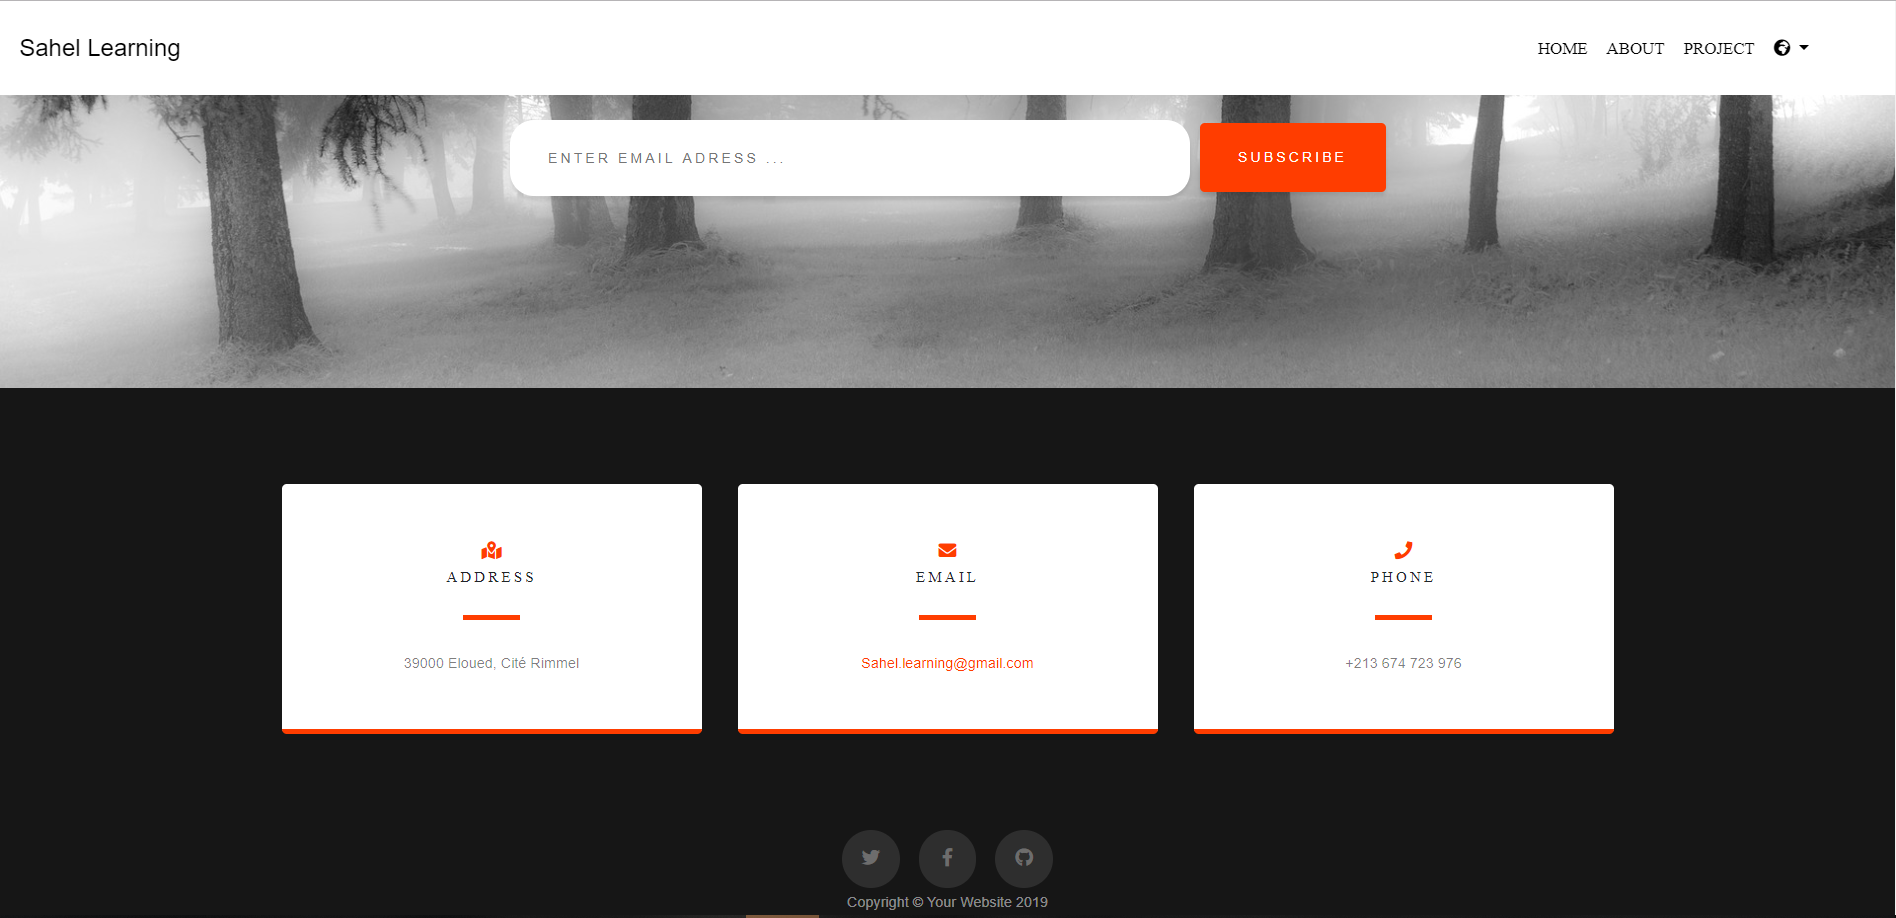 Sahel Learning
HOME ABOUT PROJECT
ENTER EMAIL ADRESS ...
SUBSCRIBE
ADDRESS
39000 Eloued, Cité Rimmel
EMAIL
Sahel.learning@gmail.com
PHONE
+213 674 723 976
Copyright © Your Website 2019